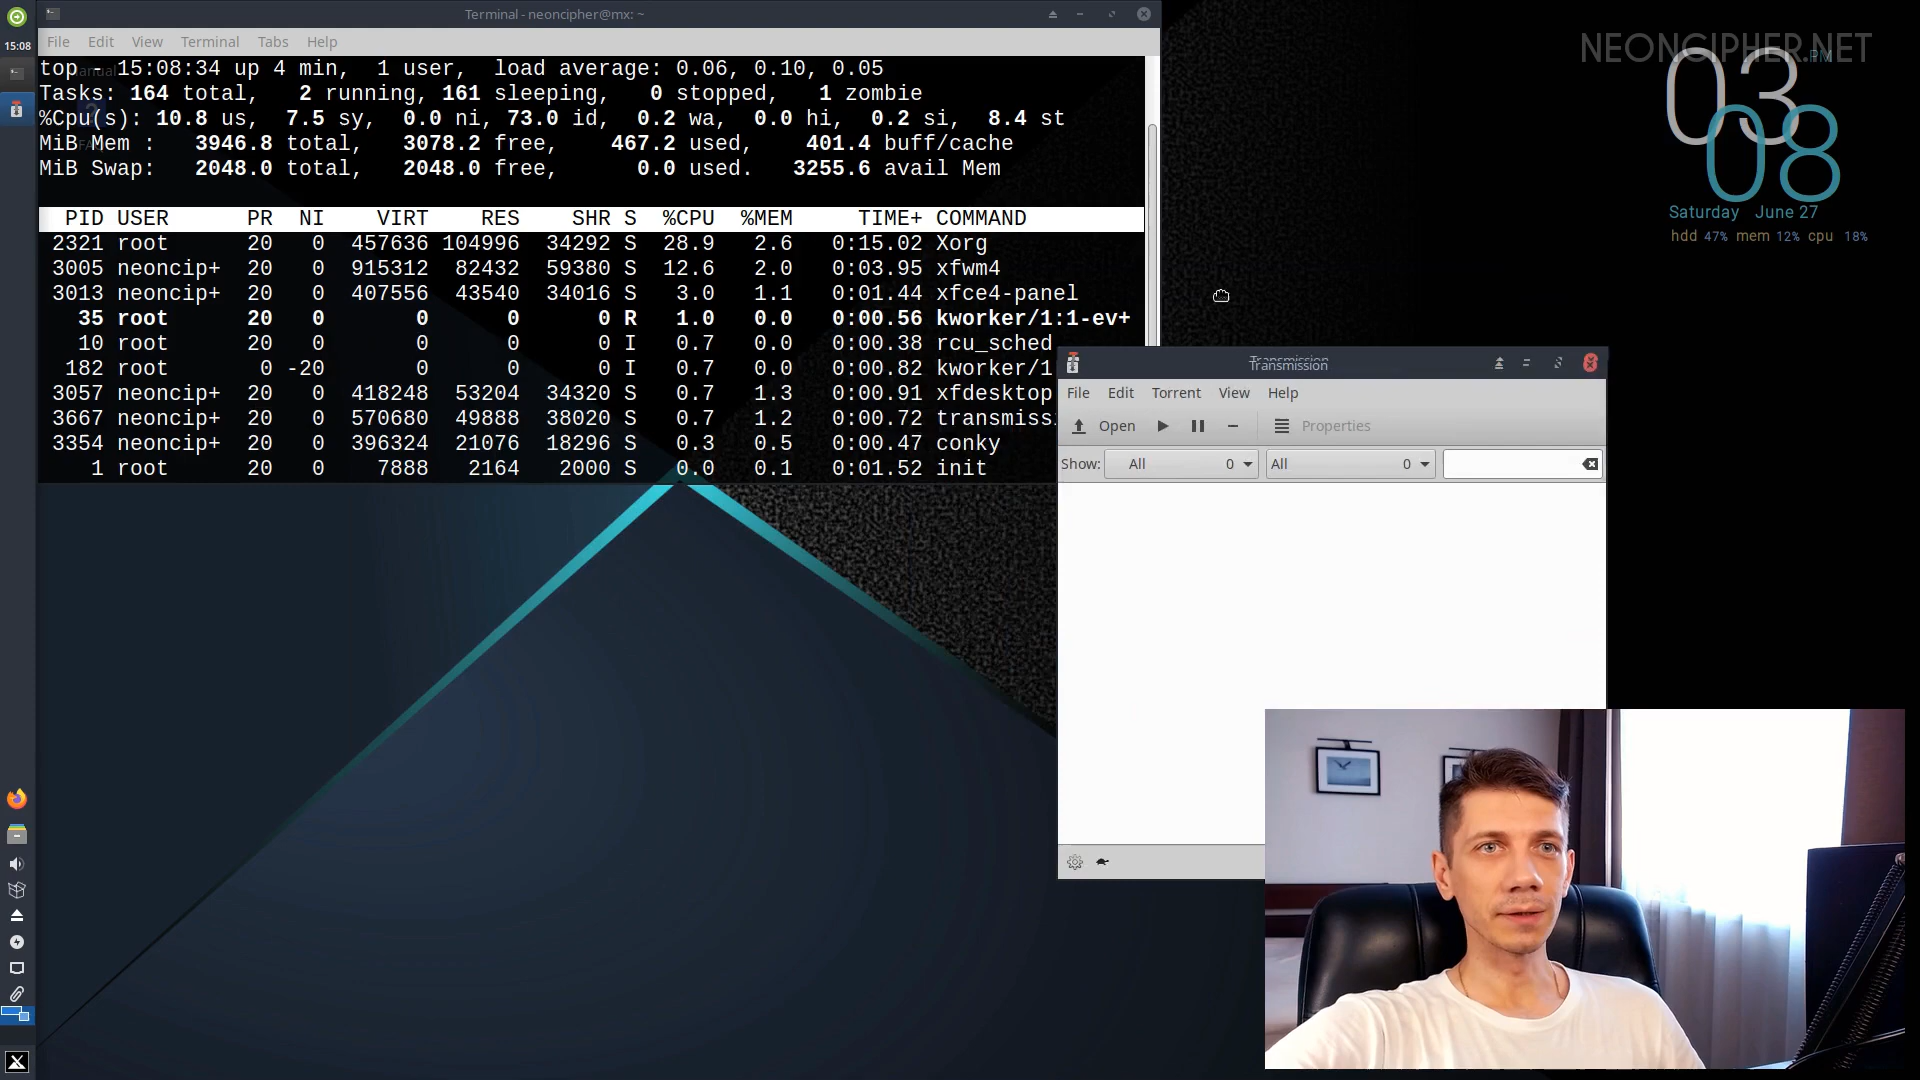 15:08
Terminal - neoncipher@mx: ~
File Edit View Terminal Tabs Help
top - 15:08:34 up 4 min, 1 user, load average: 0.06, 0.10, 0.05
Tasks: 164 total, 2 running, 161 sleeping, 0 stopped, 1 zombie
%Cpu(s): 10.8 us, 7.5 sy, 0.0 ni, 73.0 id, 0.2 wa, 0.0 hi, 0.2 si, 8.4 st
MiB Mem : 3946.8 total, 3078.2 free, 467.2 used, 401.4 buff/cache
MiB Swap: 2048.0 total, 2048.0 free, 0.0 used. 3255.6 avail Mem
PID USER PR NI VIRT RES SHR S %CPU %MEM TIME+ COMMAND
2321 root 20 0 457636 104996 34292 S 28.9 2.6 0:15.02 Xorg
3005 neoncip+ 20 0 915312 82432 59380 S 12.6 2.0 0:03.95 xfwm4
3013 neoncip+ 20 0 407556 43540 34016 S 3.0 1.1 0:01.44 xfce4-panel
35 root 20 0 0 0 0 R 1.0 0.0 0:00.56 kworker/1:1-ev+
10 root 20 0 0 0 0 I 0.7 0.0 0:00.38 rcu_sched
182 root 0 -20 0 0 0 I 0.7 0.0 0:00.82 kworker/1
3057 neoncip+ 20 0 418248 53204 34320 S 0.7 1.3 0:00.91 xfdesktop
3667 neoncip+ 20 0 570680 49888 38020 S 0.7 1.2 0:00.72 transmiss
3354 neoncip+ 20 0 396324 21076 18296 S 0.3 0.5 0:00.47 conky
1 root 20 0 7888 2164 2000 S 0.0 0.1 0:01.52 init
NEONCIPHER.NET
03 PM
08
Saturday June 27
hdd 47% mem 12% cpu 18%
Transmission
File Edit Torrent View Help
Open Properties
Show: All 0 All 0